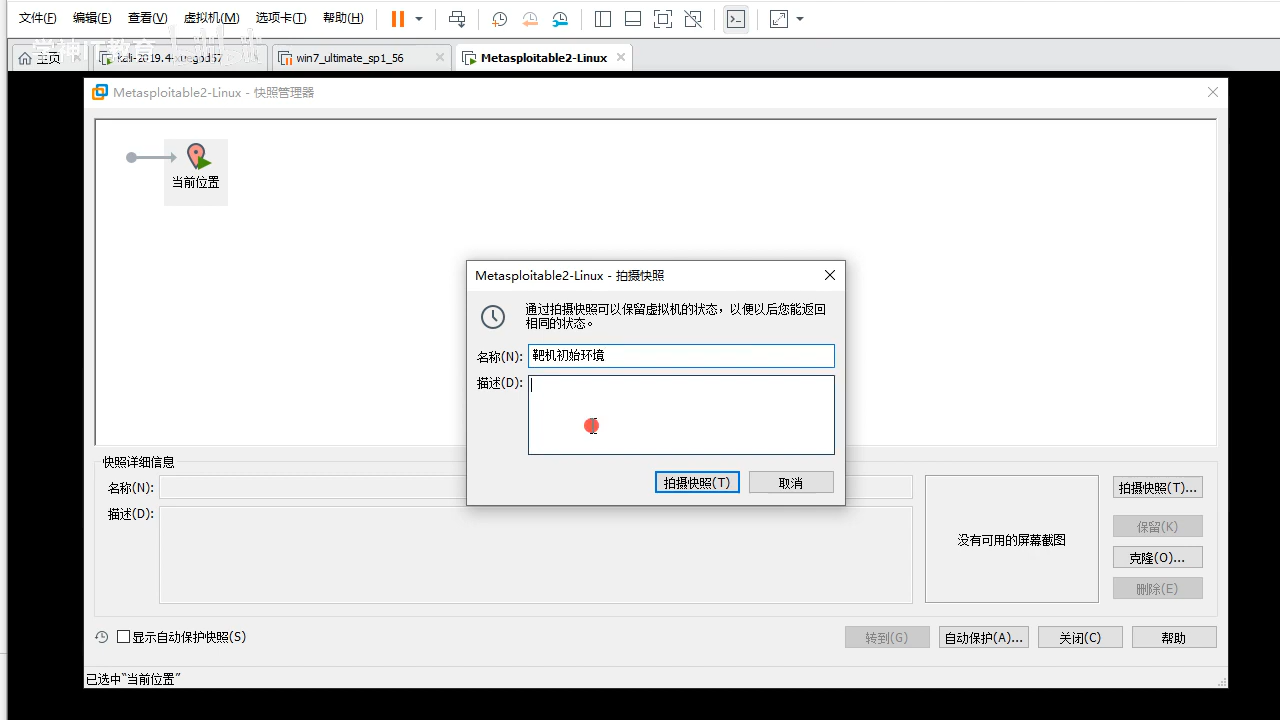 文件(F) 编辑(E) 查看(V) 虚拟机(M) 选项卡(T) 帮助(H)
主页 win7_ultimate_sp1_56 Metasploitable2-Linux
Metasploitable2-Linux - 快照管理器
当前位置
Metasploitable2-Linux - 拍摄快照
通过拍摄快照可以保留虚拟机的状态，以便以后您能返回
相同的状态。
名称(N): 靶机初始环境
描述(D):
拍摄快照(T) 取消
快照详细信息
名称(N):
描述(D):
没有可用的屏幕截图
拍摄快照(T)...
保留(K)
克隆(O)...
删除(E)
显示自动保护快照(S)
转到(G) 自动保护(A)... 关闭(C) 帮助
已选中“当前位置”